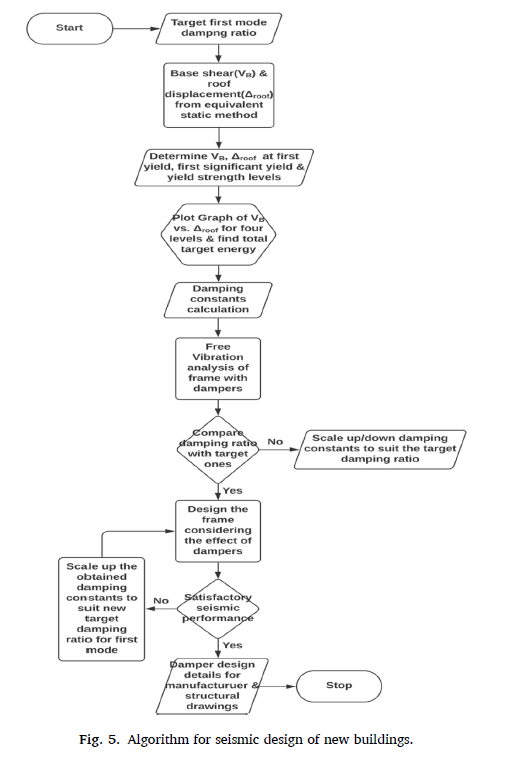 Start
Target first mode
dampng ratio
Base shear(VB) &
roof
displacement(Δroof)
from equivalent
static method
Determine VB, Δroof at first
yield, first significant yield &
yield strength levels
Plot Graph of VB
vs. Δroof for four
levels & find total
target energy
Damping
constants
calculation
Free
Vibration
analysis of
frame with
dampers
Compare
damping ratio
with target
ones
No
Scale up/down damping
constants to suit the target
damping ratio
Yes
Design the
frame
considering
the effect of
dampers
Scale up the
obtained
damping
constants to
suit new
target
damping
ratio for first
mode
No
Satisfactory
seismic
performance
Yes
Damper design
details for
manufacturuer &
structural
drawings
Stop
Fig. 5. Algorithm for seismic design of new buildings.